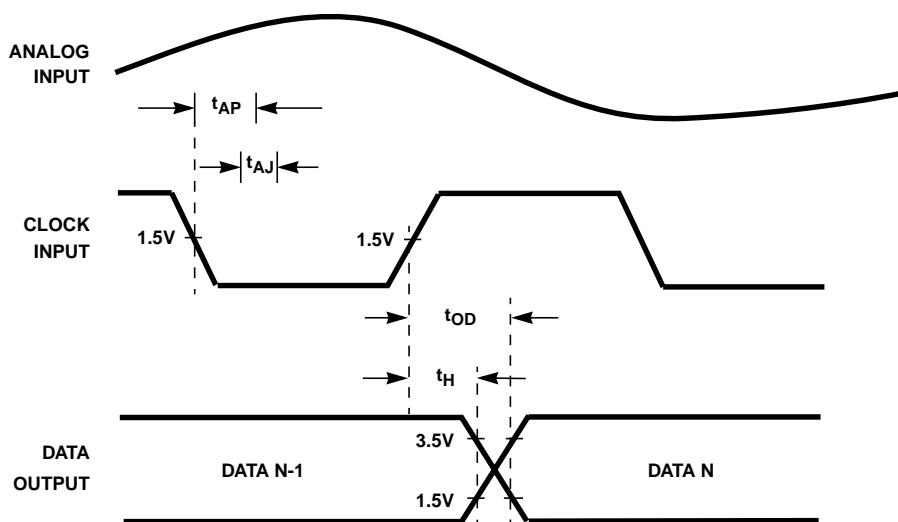 ANALOG
INPUT
tAP
tAJ
CLOCK
INPUT
1.5V
1.5V
tOD
tH
DATA
OUTPUT
3.5V
DATA N-1
DATA N
1.5V